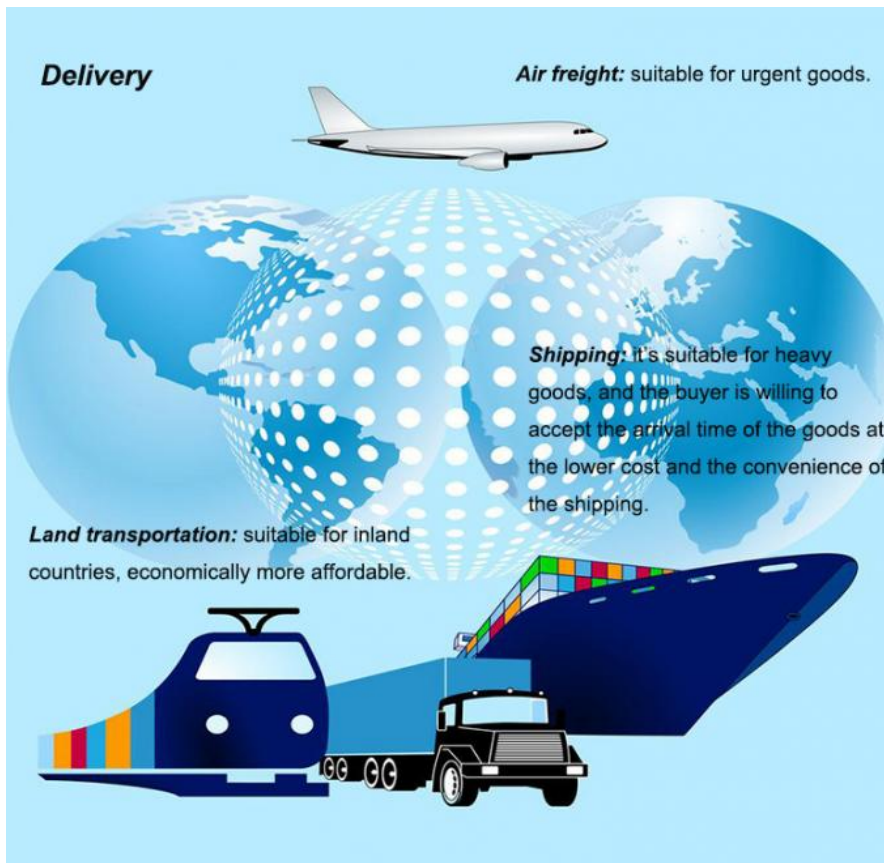 Delivery
Air freight: suitable for urgent goods.
Shipping: it's suitable for heavy
goods, and the buyer is willing to
accept the arrival time of the goods at
the lower cost and the convenience of
the shipping.
Land transportation: suitable for inland
countries, economically more affordable.